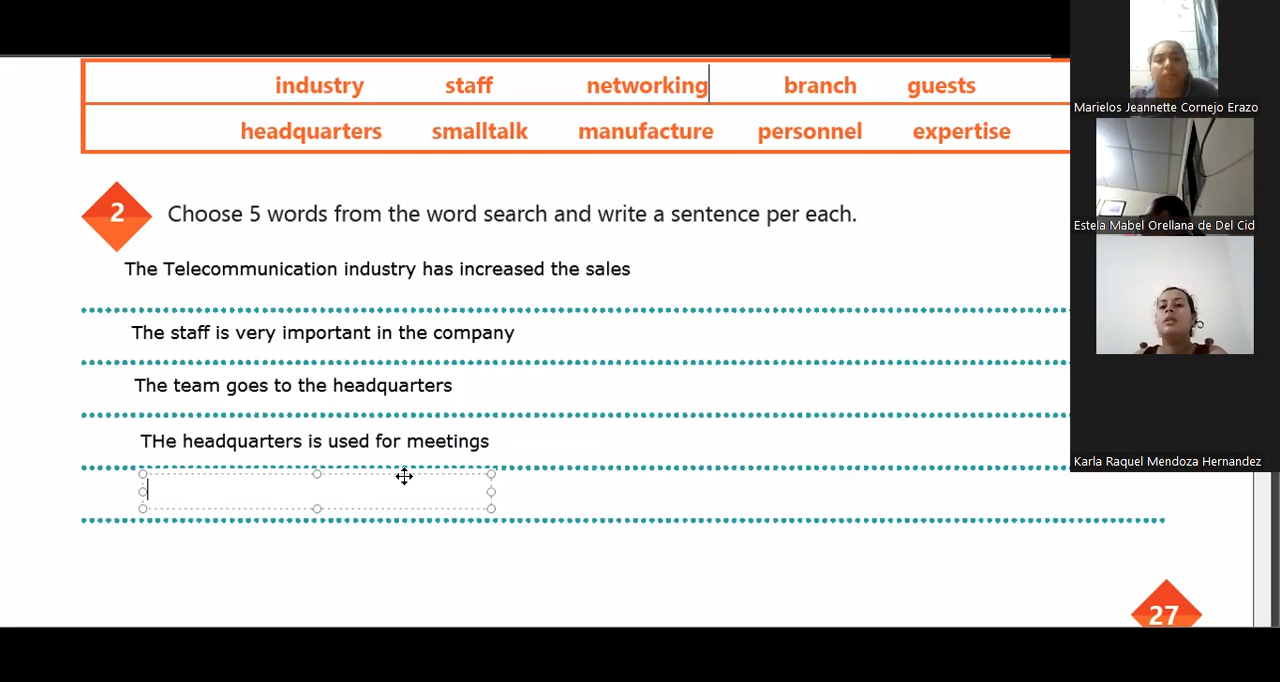 industry staff networking branch guests
headquarters smalltalk manufacture personnel expertise
2 Choose 5 words from the word search and write a sentence per each.
The Telecommunication industry has increased the sales
The staff is very important in the company
The team goes to the headquarters
THe headquarters is used for meetings
27
Marielos Jeannette Cornejo Erazo
Estela Mabel Orellana de Del Cid
Karla Raquel Mendoza Hernandez